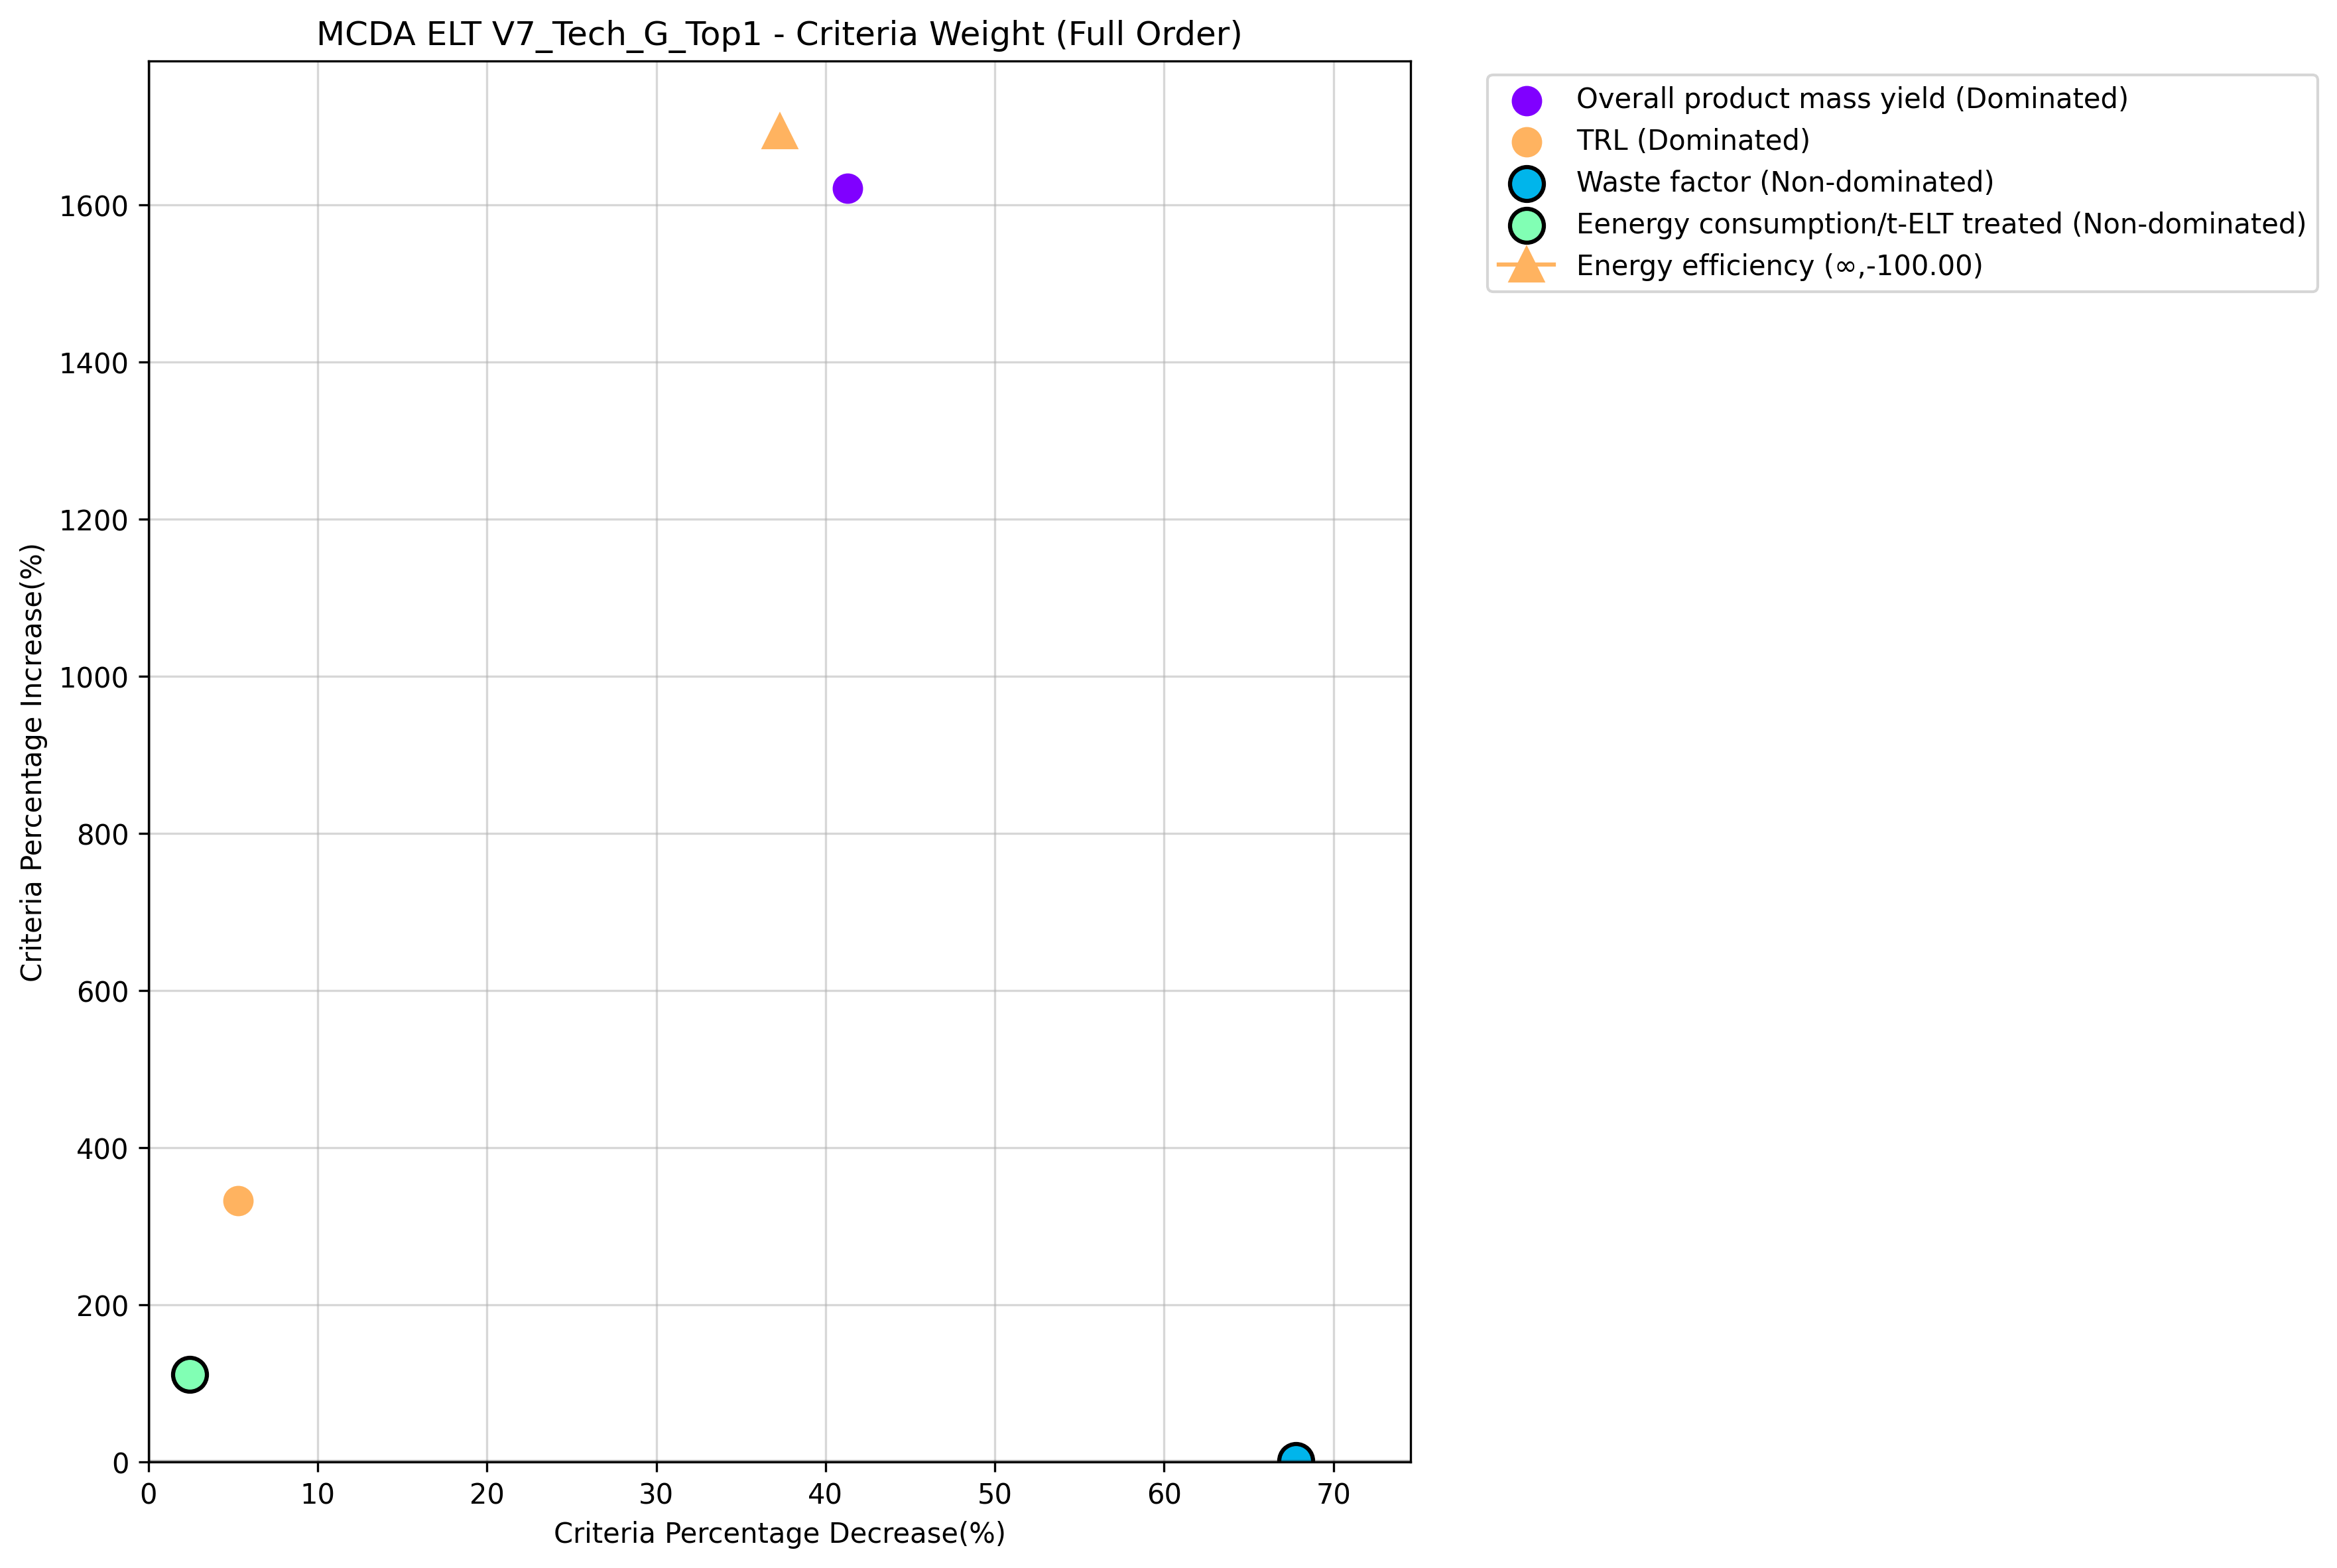 MCDA ELT V7_Tech_G_Top1 - Criteria Weight (Full Order)
Overall product mass yield (Dominated)
TRL (Dominated)
Waste factor (Non-dominated)
Eenergy consumption/t-ELT treated (Non-dominated)
Energy efficiency (∞,-100.00)
Criteria Percentage Increase(%)
1600
1400
1200
1000
800
600
400
200
0
0 10 20 30 40 50 60 70
Criteria Percentage Decrease(%)